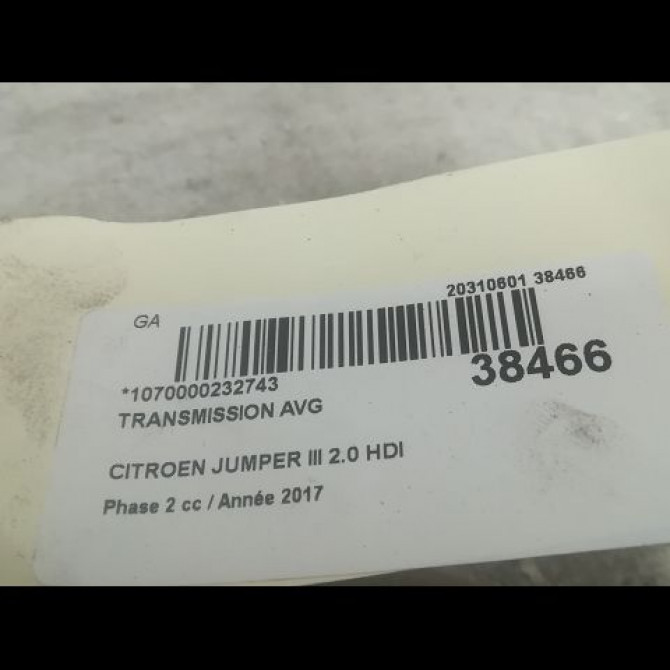 GA
20310601 38466
*1070000232743
38466
TRANSMISSION AVG
CITROEN JUMPER III 2.0 HDI
Phase 2 cc / Année 2017